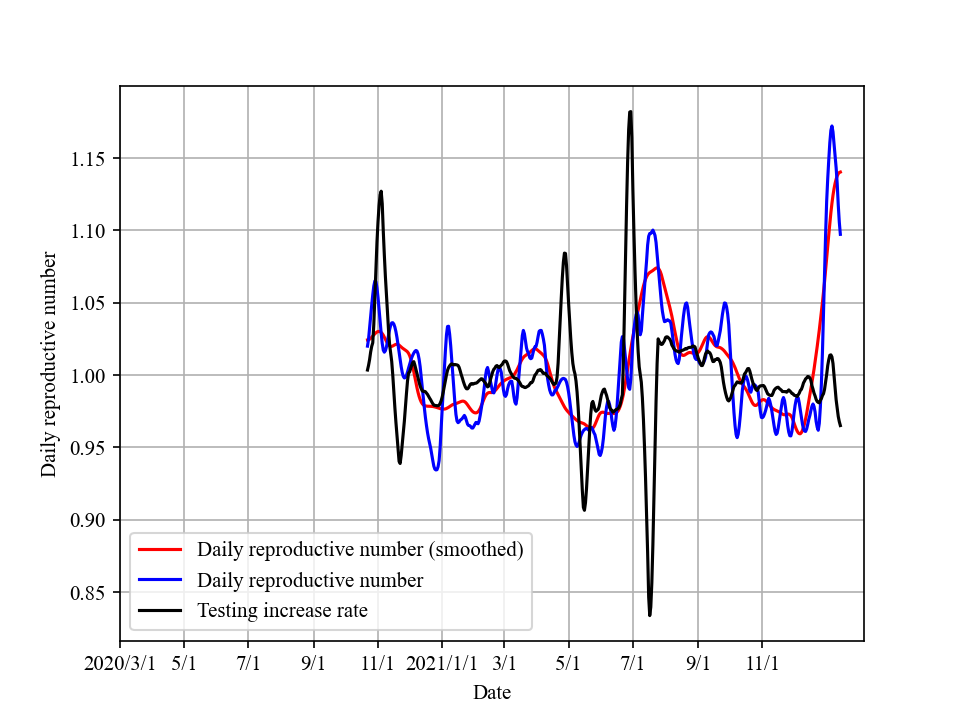 Daily reproductive number
1.15
1.10
1.05
1.00
0.95
0.90
0.85
Daily reproductive number (smoothed)
Daily reproductive number
Testing increase rate
2020/3/1 5/1 7/1 9/1 11/1 2021/1/1 3/1 5/1 7/1 9/1 11/1
Date